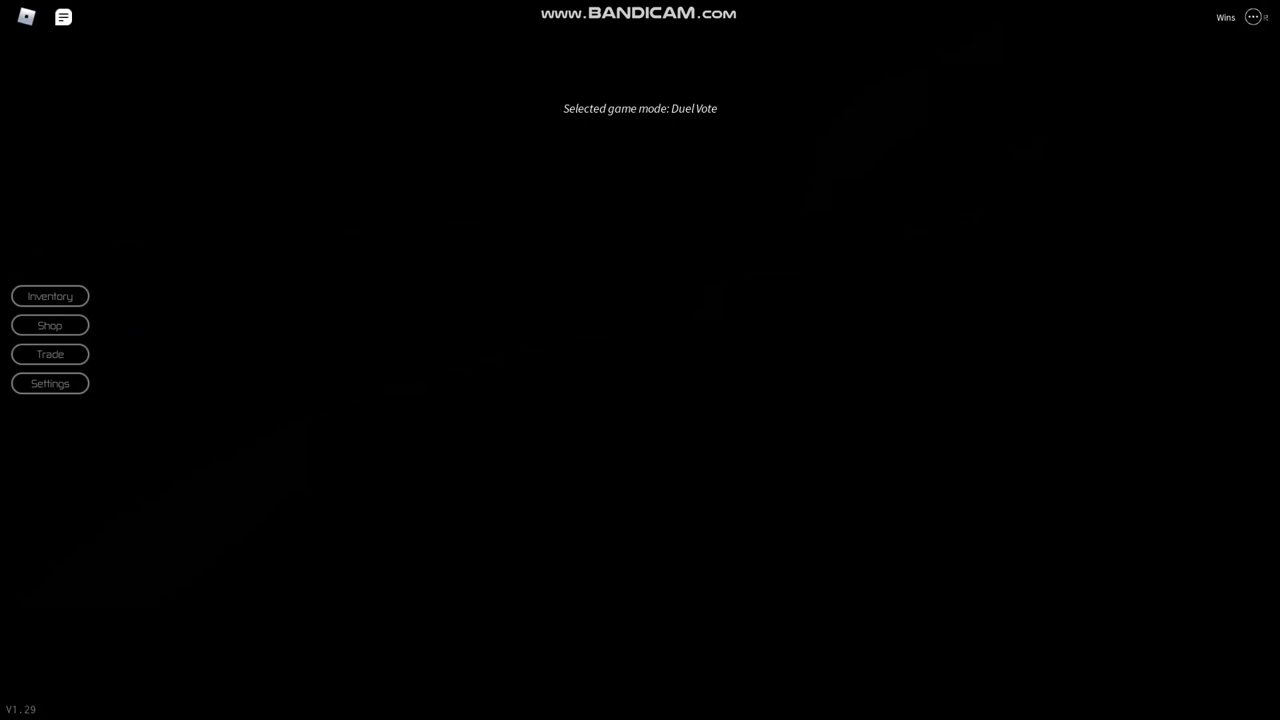 www.BANDICAM.com
Wins
Selected game mode: Duel Vote
Inventory
Shop
Trade
Settings
V1.29